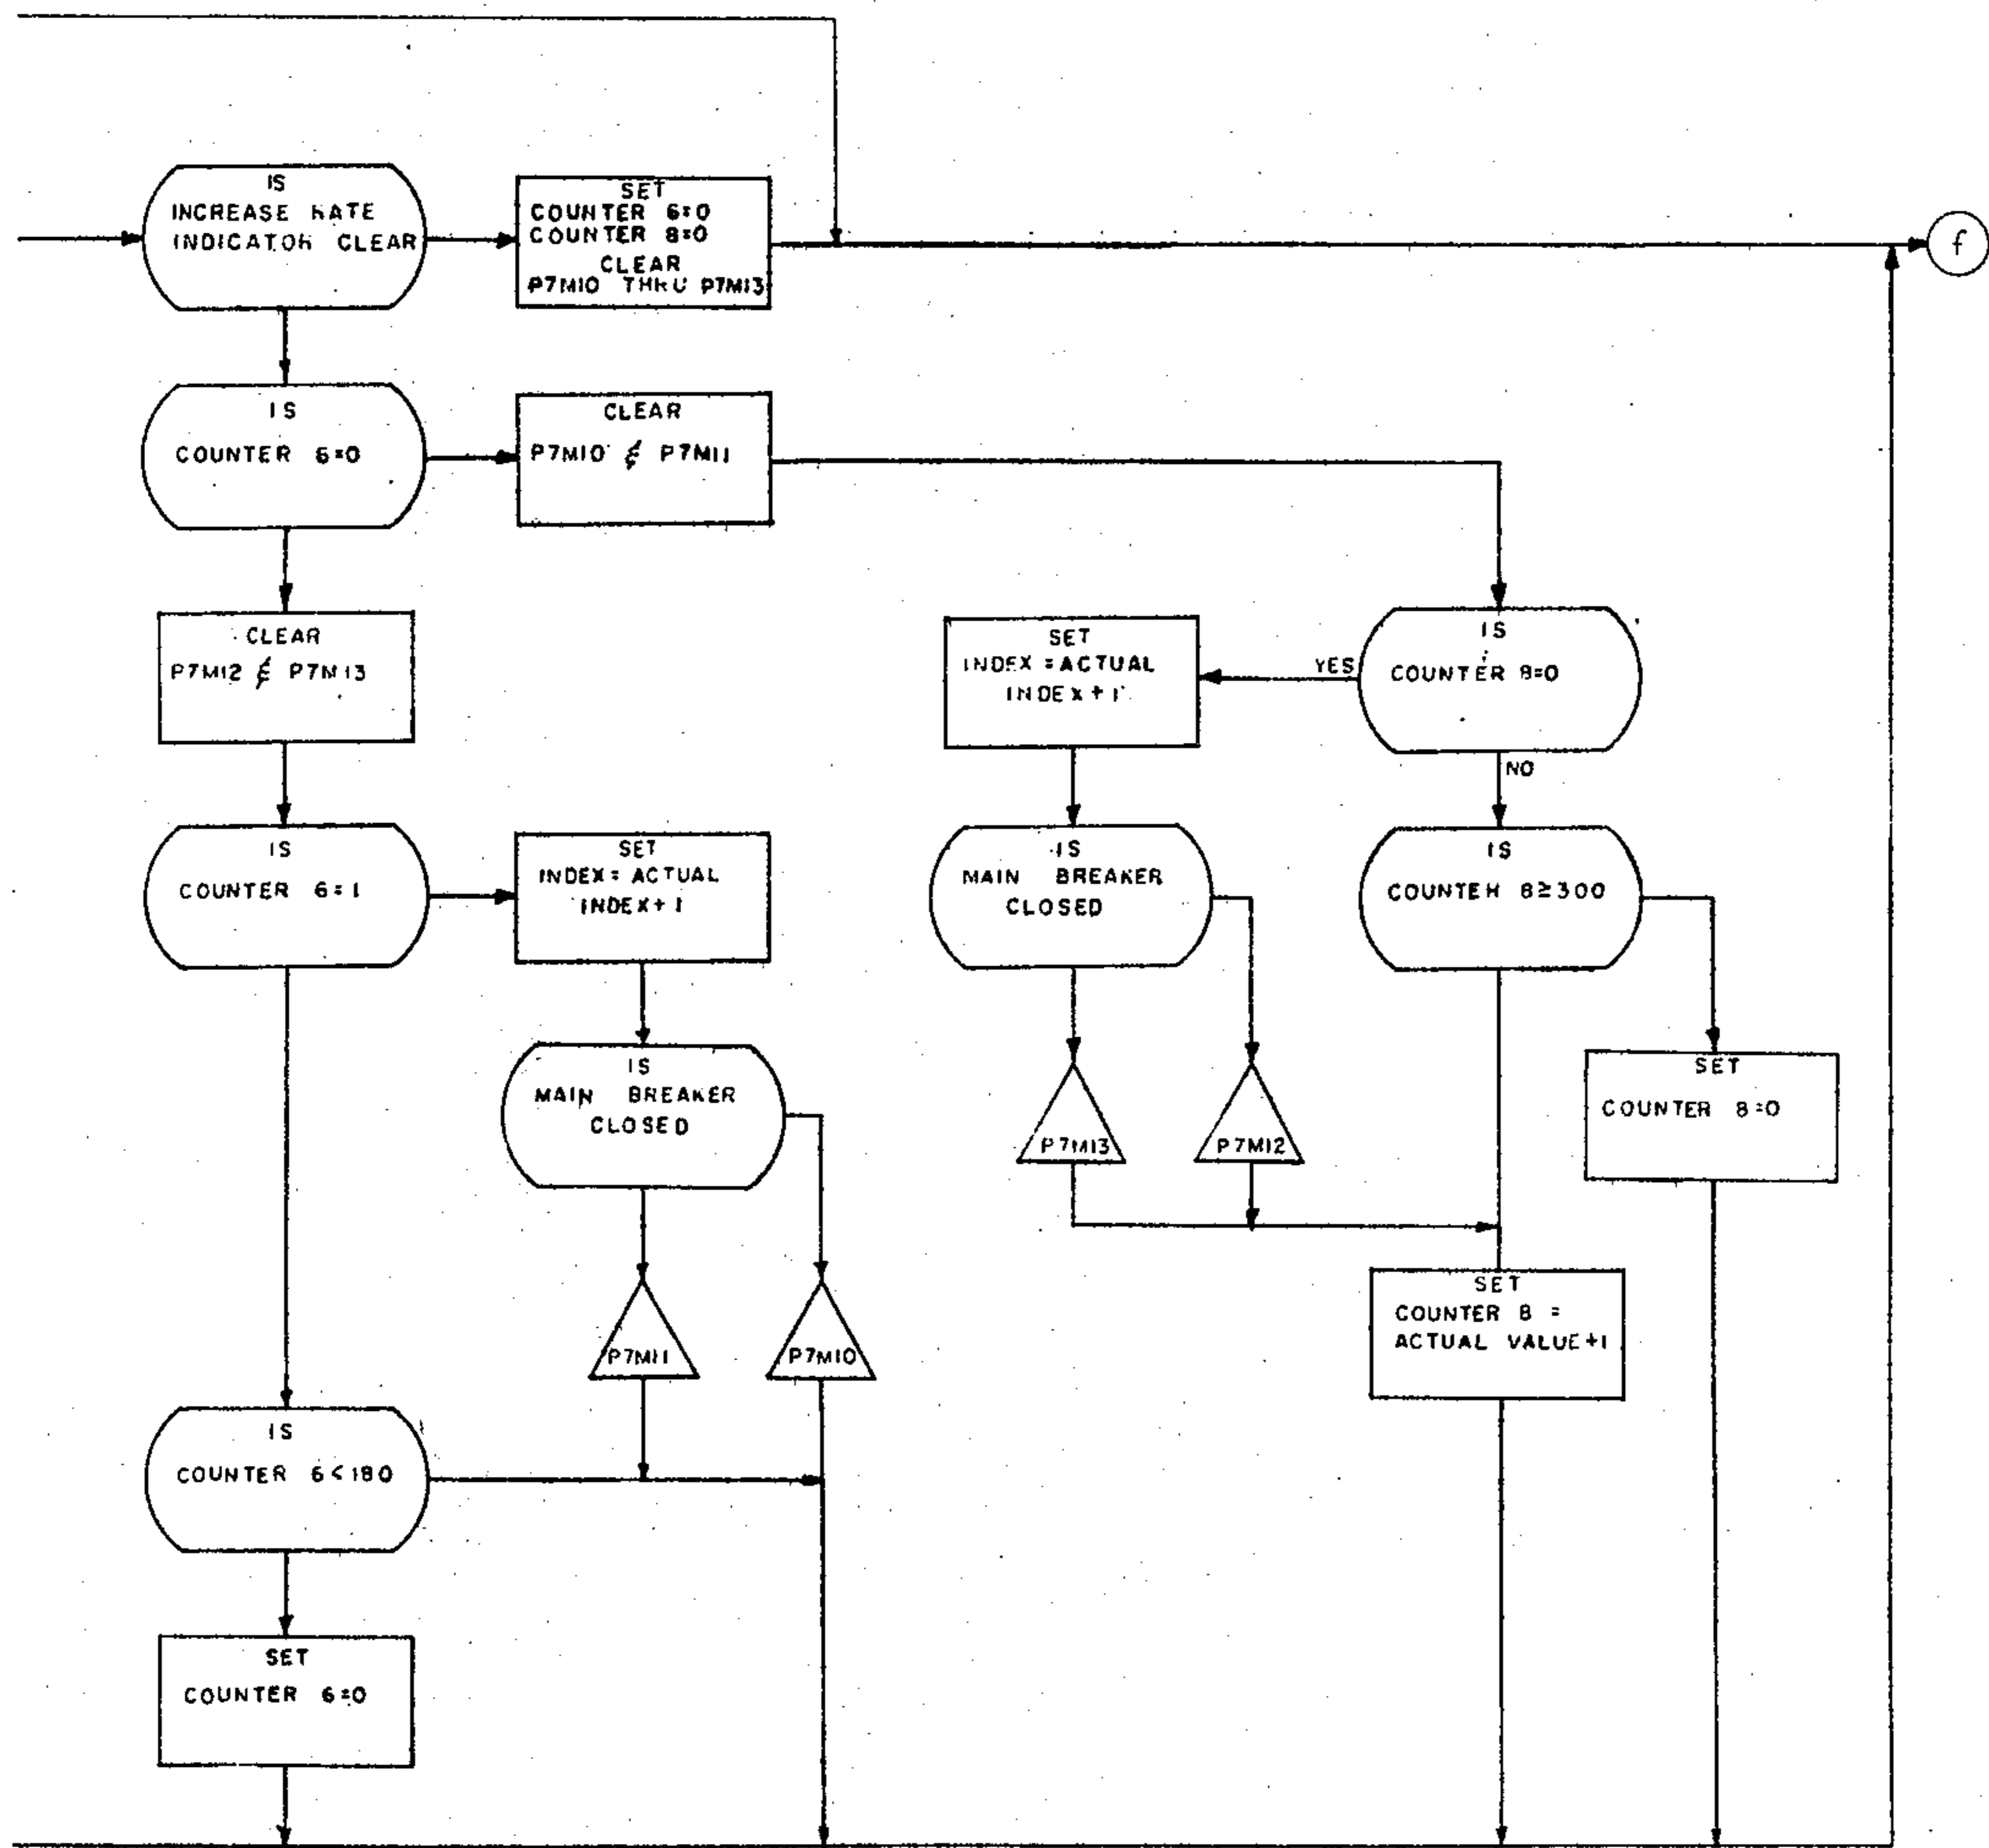 IS
INCREASE RATE
INDICATOR CLEAR
SET
COUNTER 6=0
COUNTER 8=0
CLEAR
P7M10 THRU P7M13
f
IS
COUNTER 6=0
CLEAR
P7M10 & P7M11
CLEAR
P7M12 & P7M13
SET
INDEX = ACTUAL
INDEX + 1
YES
IS
COUNTER 8=0
NO
IS
COUNTER 6=1
SET
INDEX = ACTUAL
INDEX + 1
IS
MAIN BREAKER
CLOSED
IS
COUNTER 8≥300
IS
MAIN BREAKER
CLOSED
P7M13
P7M12
SET
COUNTER 8=0
P7M11
P7M10
SET
COUNTER 8 =
ACTUAL VALUE+1
IS
COUNTER 6<180
SET
COUNTER 6=0